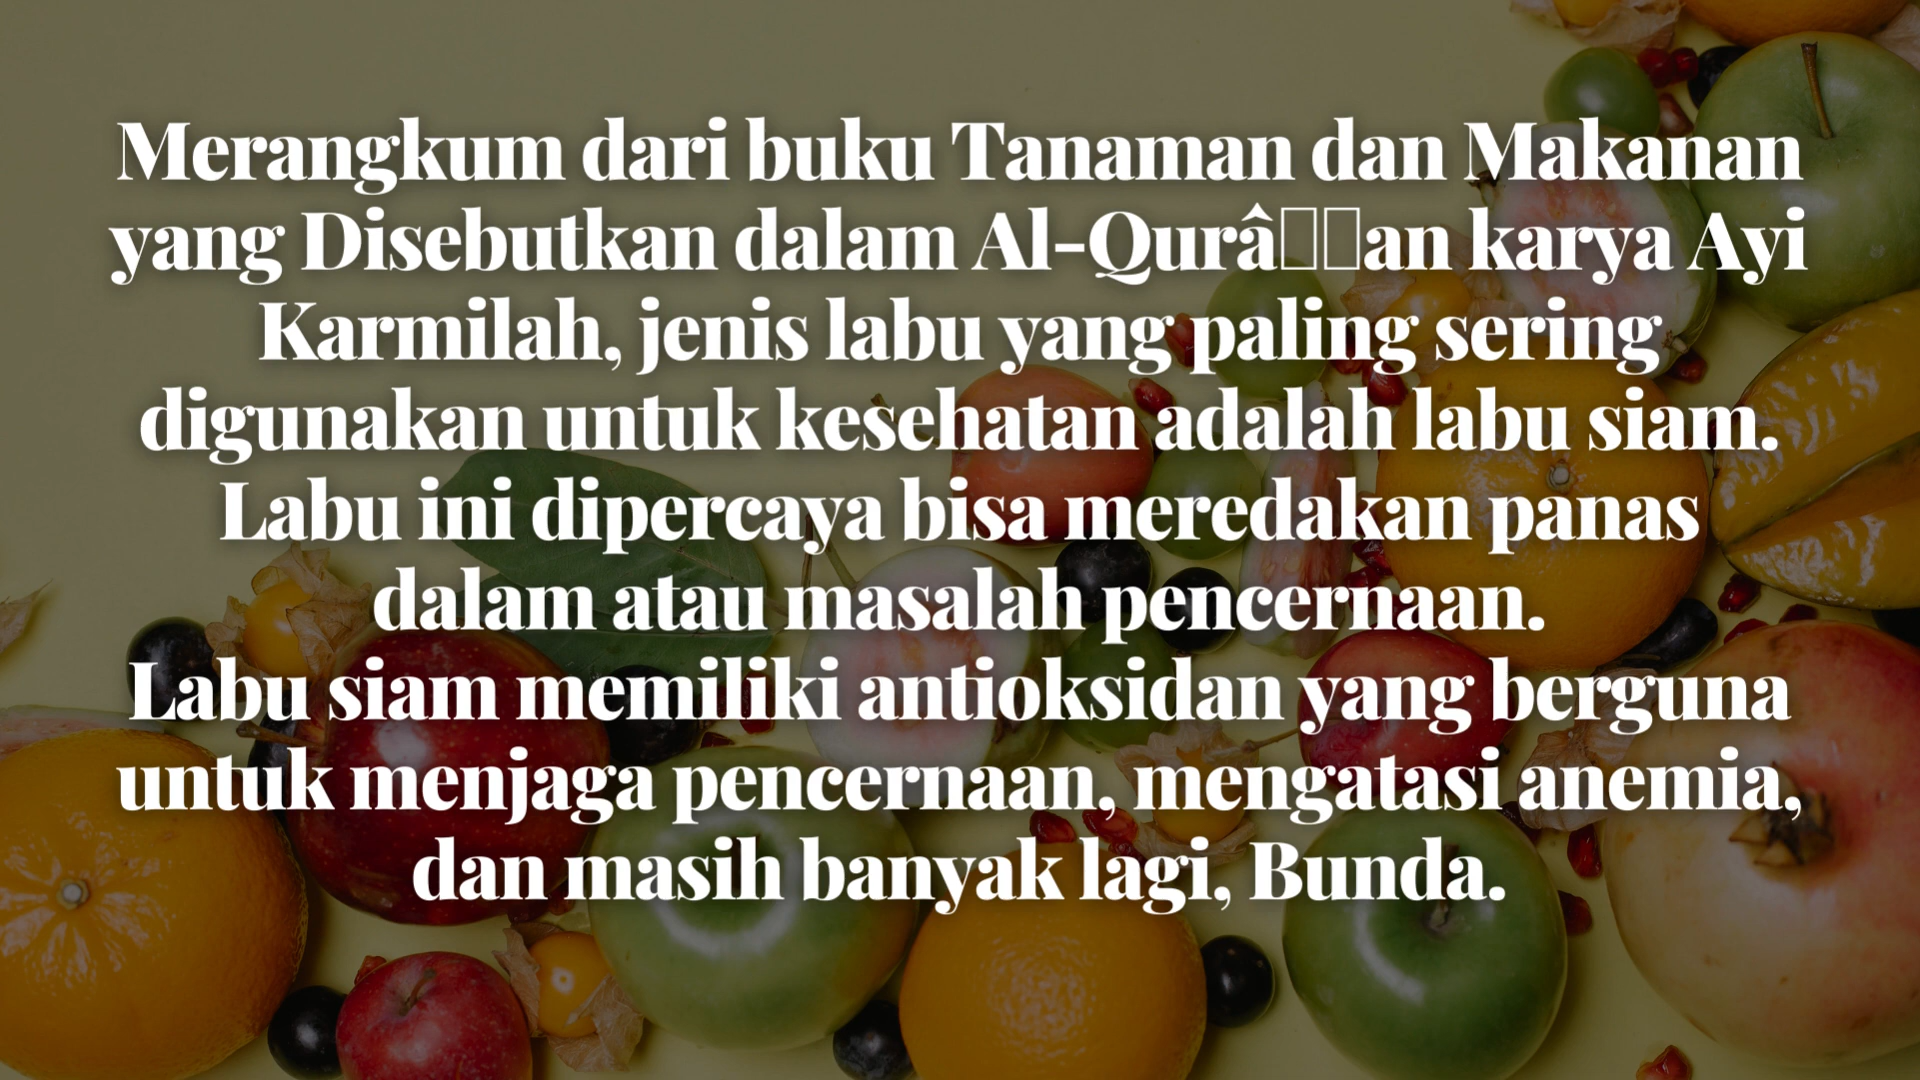 Merangkum dari buku Tanaman dan Makanan
yang Disebutkan dalam Al-Qurâ□□an karya Ayi
Karmilah, jenis labu yang paling sering
digunakan untuk kesehatan adalah labu siam.
Labu ini dipercaya bisa meredakan panas
dalam atau masalah pencernaan.
Labu siam memiliki antioksidan yang berguna
untuk menjaga pencernaan, mengatasi anemia,
dan masih banyak lagi, Bunda.